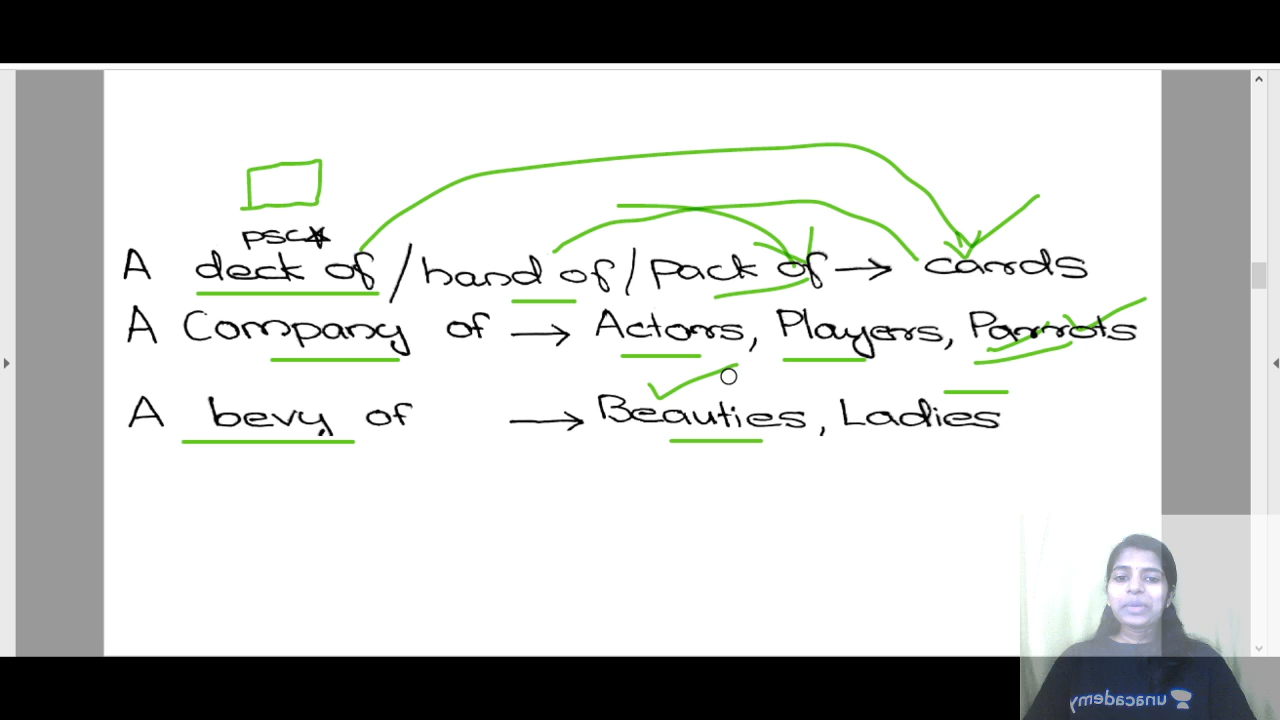 PSC*
A deck of / hand of / pack of → cards
A Company of → Actors, Players, Parrots
A bevy of → Beauties, Ladies
unacademy